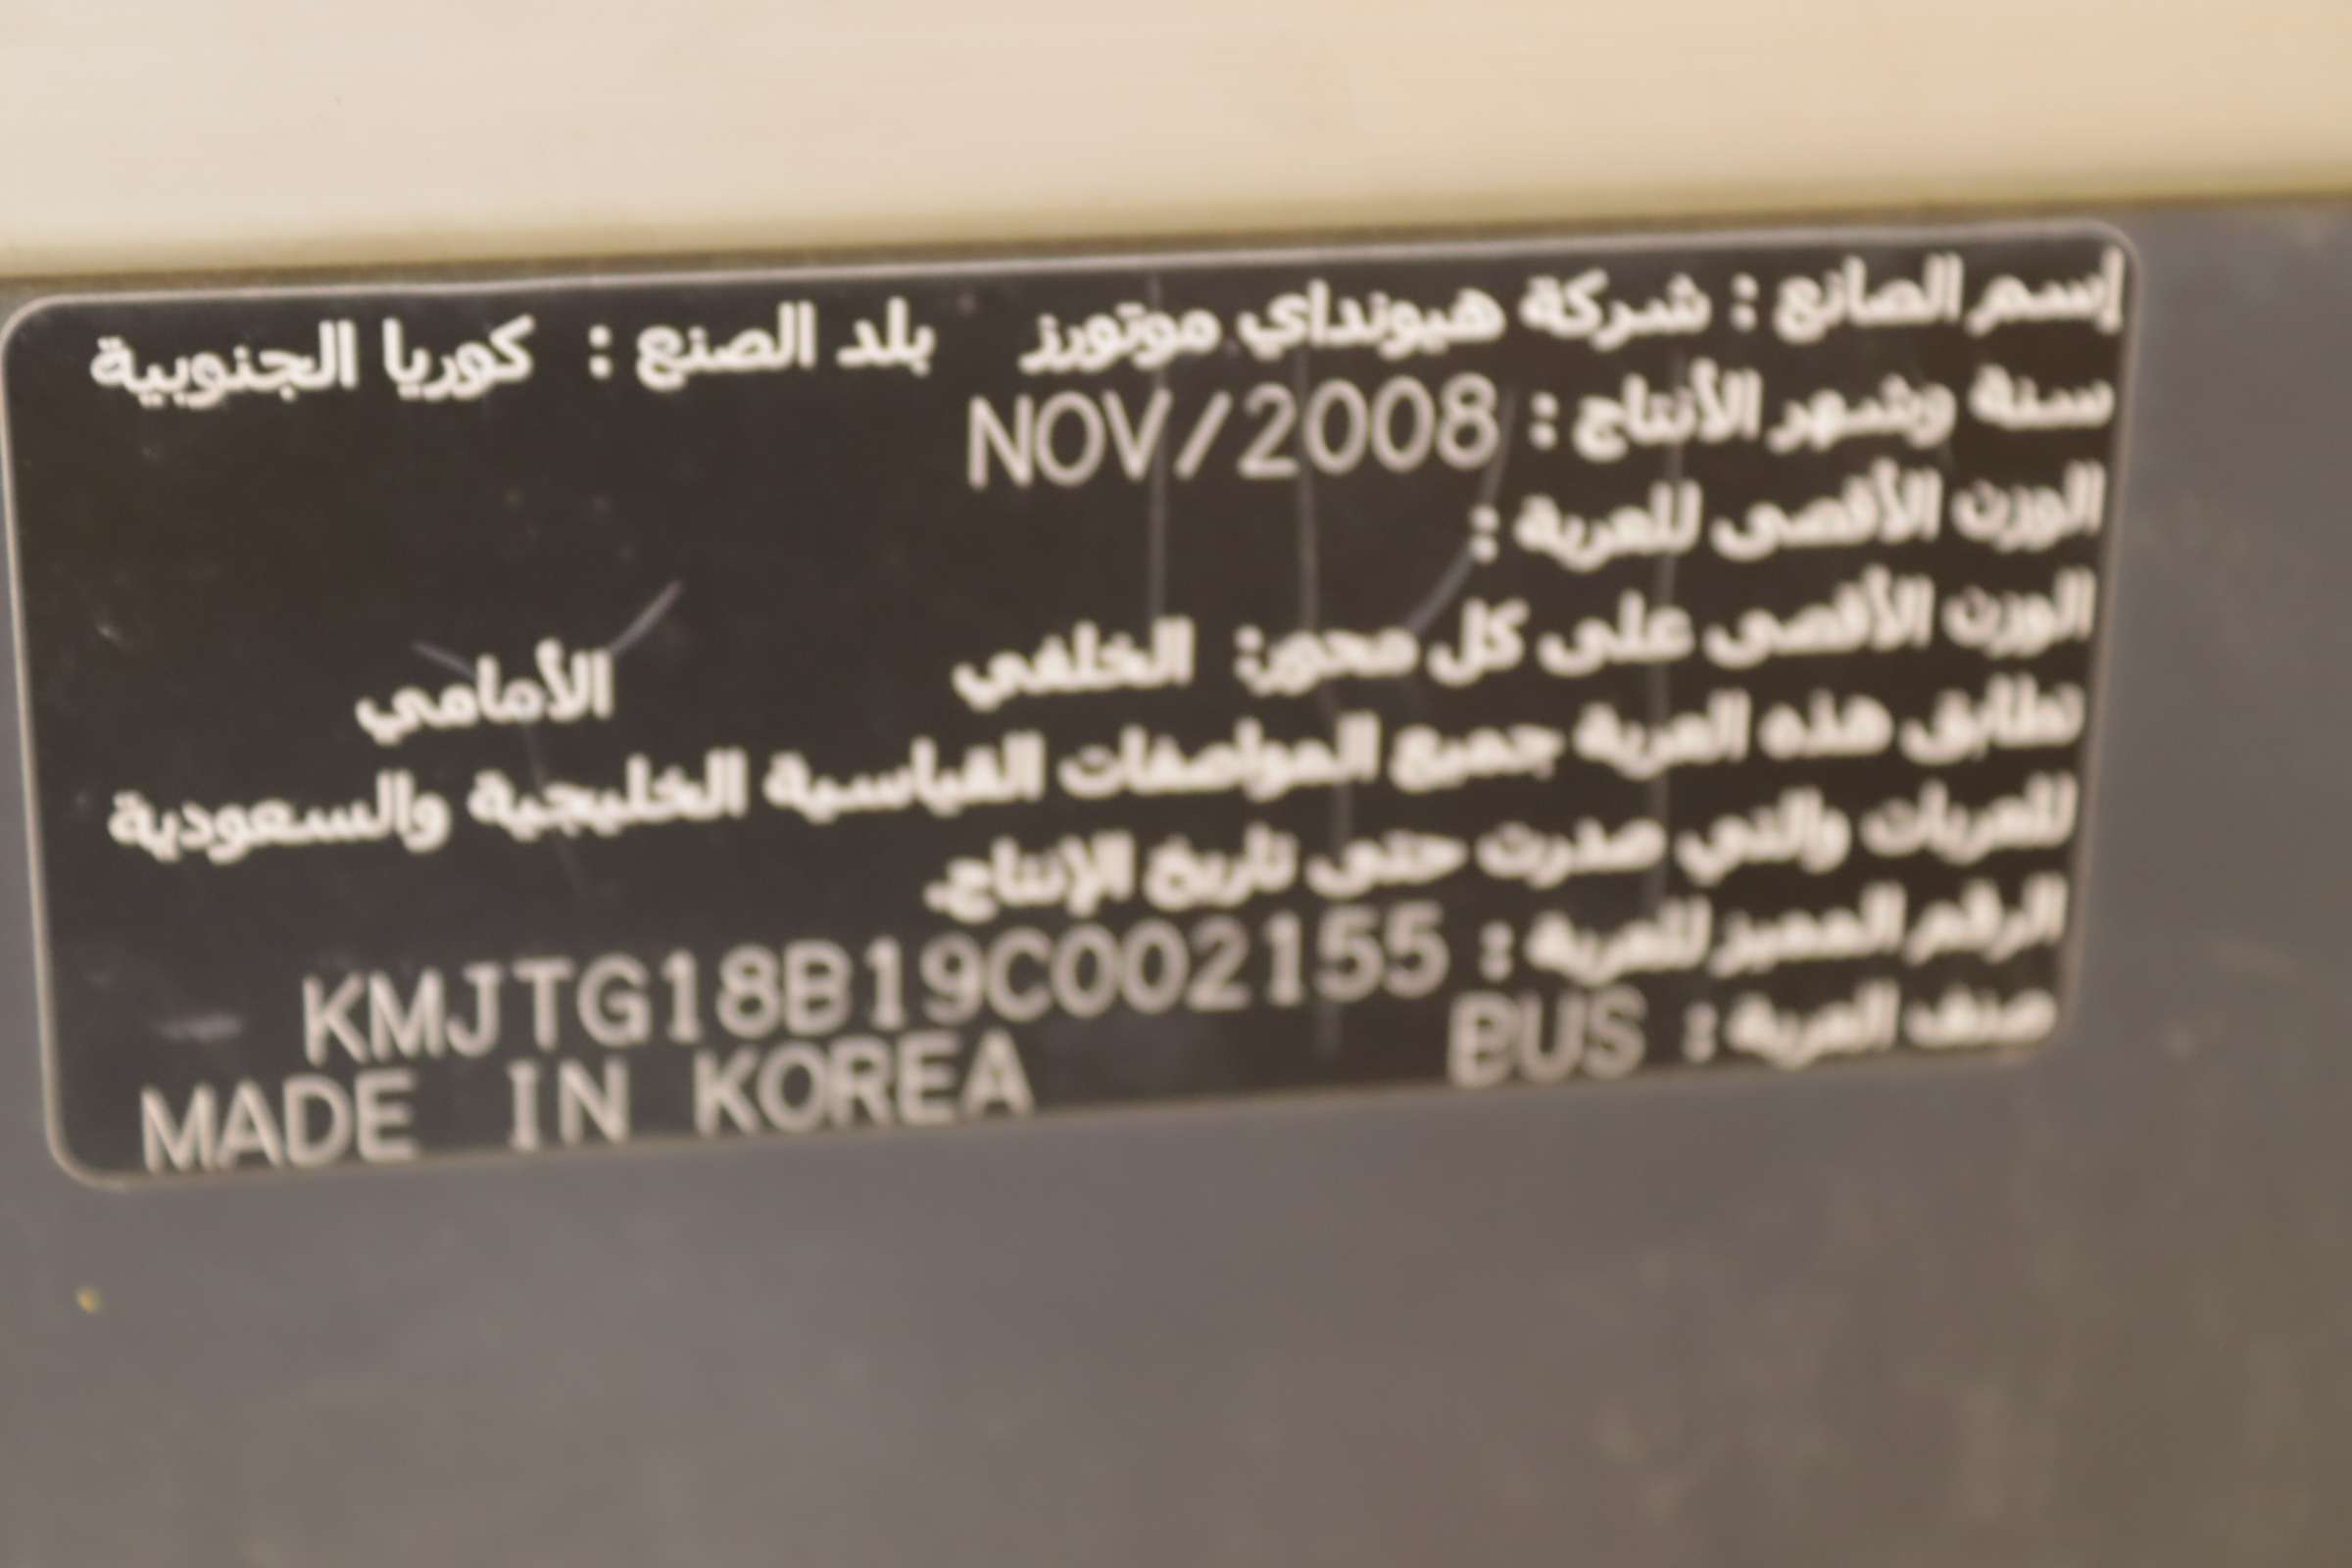 إسم الصانع : شركة هيونداي موتورز بلد الصنع : كوريا الجنوبية
سنة وشهر الأنتاج : NOV/2008
الوزن الأقصى للعربة :
الوزن الأقصى على كل محور: الخلفي الأمامي
تطابق هذه العربة جميع المواصفات القياسية الخليجية والسعودية
للعربات والتي صدرت حتى تاريخ الإنتاج.
الرقم المميز للعربة : KMJTG18B19C002155
صنف العربة : BUS
MADE IN KOREA